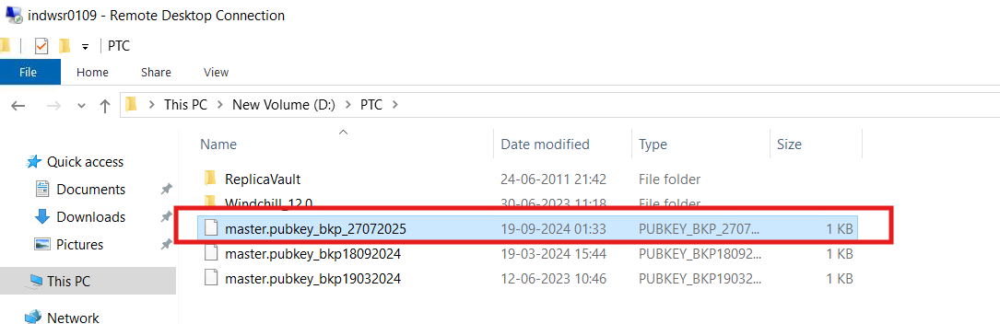 indwsr0109 - Remote Desktop Connection
PTC
File Home Share View
This PC > New Volume (D:) > PTC >
Name Date modified Type Size
Quick access
Documents
Downloads
Pictures
This PC
Network
ReplicaVault 24-06-2011 21:42 File folder
Windchill_12.0 30-06-2023 11:18 File folder
master.pubkey_bkp_27072025 19-09-2024 01:33 PUBKEY_BKP_2707... 1 KB
master.pubkey_bkp18092024 19-03-2024 15:44 PUBKEY_BKP18092... 1 KB
master.pubkey_bkp19032024 12-06-2023 10:46 PUBKEY_BKP19032... 1 KB